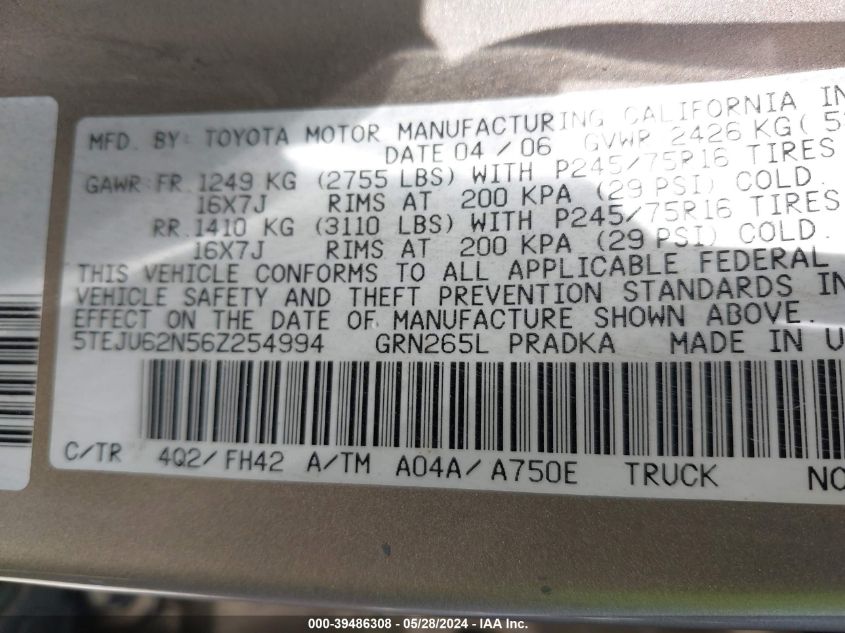 MFD. BY: TOYOTA MOTOR MANUFACTURING CALIFORNIA IN
DATE 04/06 GVWR 2426 KG( 5
GAWR:FR.1249 KG (2755 LBS) WITH P245/75R16 TIRES
16X7J RIMS AT 200 KPA (29 PSI) COLD.
RR.1410 KG (3110 LBS) WITH P245/75R16 TIRES
16X7J RIMS AT 200 KPA (29 PSI) COLD.
THIS VEHICLE CONFORMS TO ALL APPLICABLE FEDERAL
VEHICLE SAFETY AND THEFT PREVENTION STANDARDS IN
EFFECT ON THE DATE OF MANUFACTURE SHOWN ABOVE.
5TEJU62N56Z254994 GRN265L PRADKA MADE IN U
C/TR 4Q2/FH42 A/TM A04A/A750E TRUCK NO
000-39486308 - 05/28/2024 - IAA Inc.